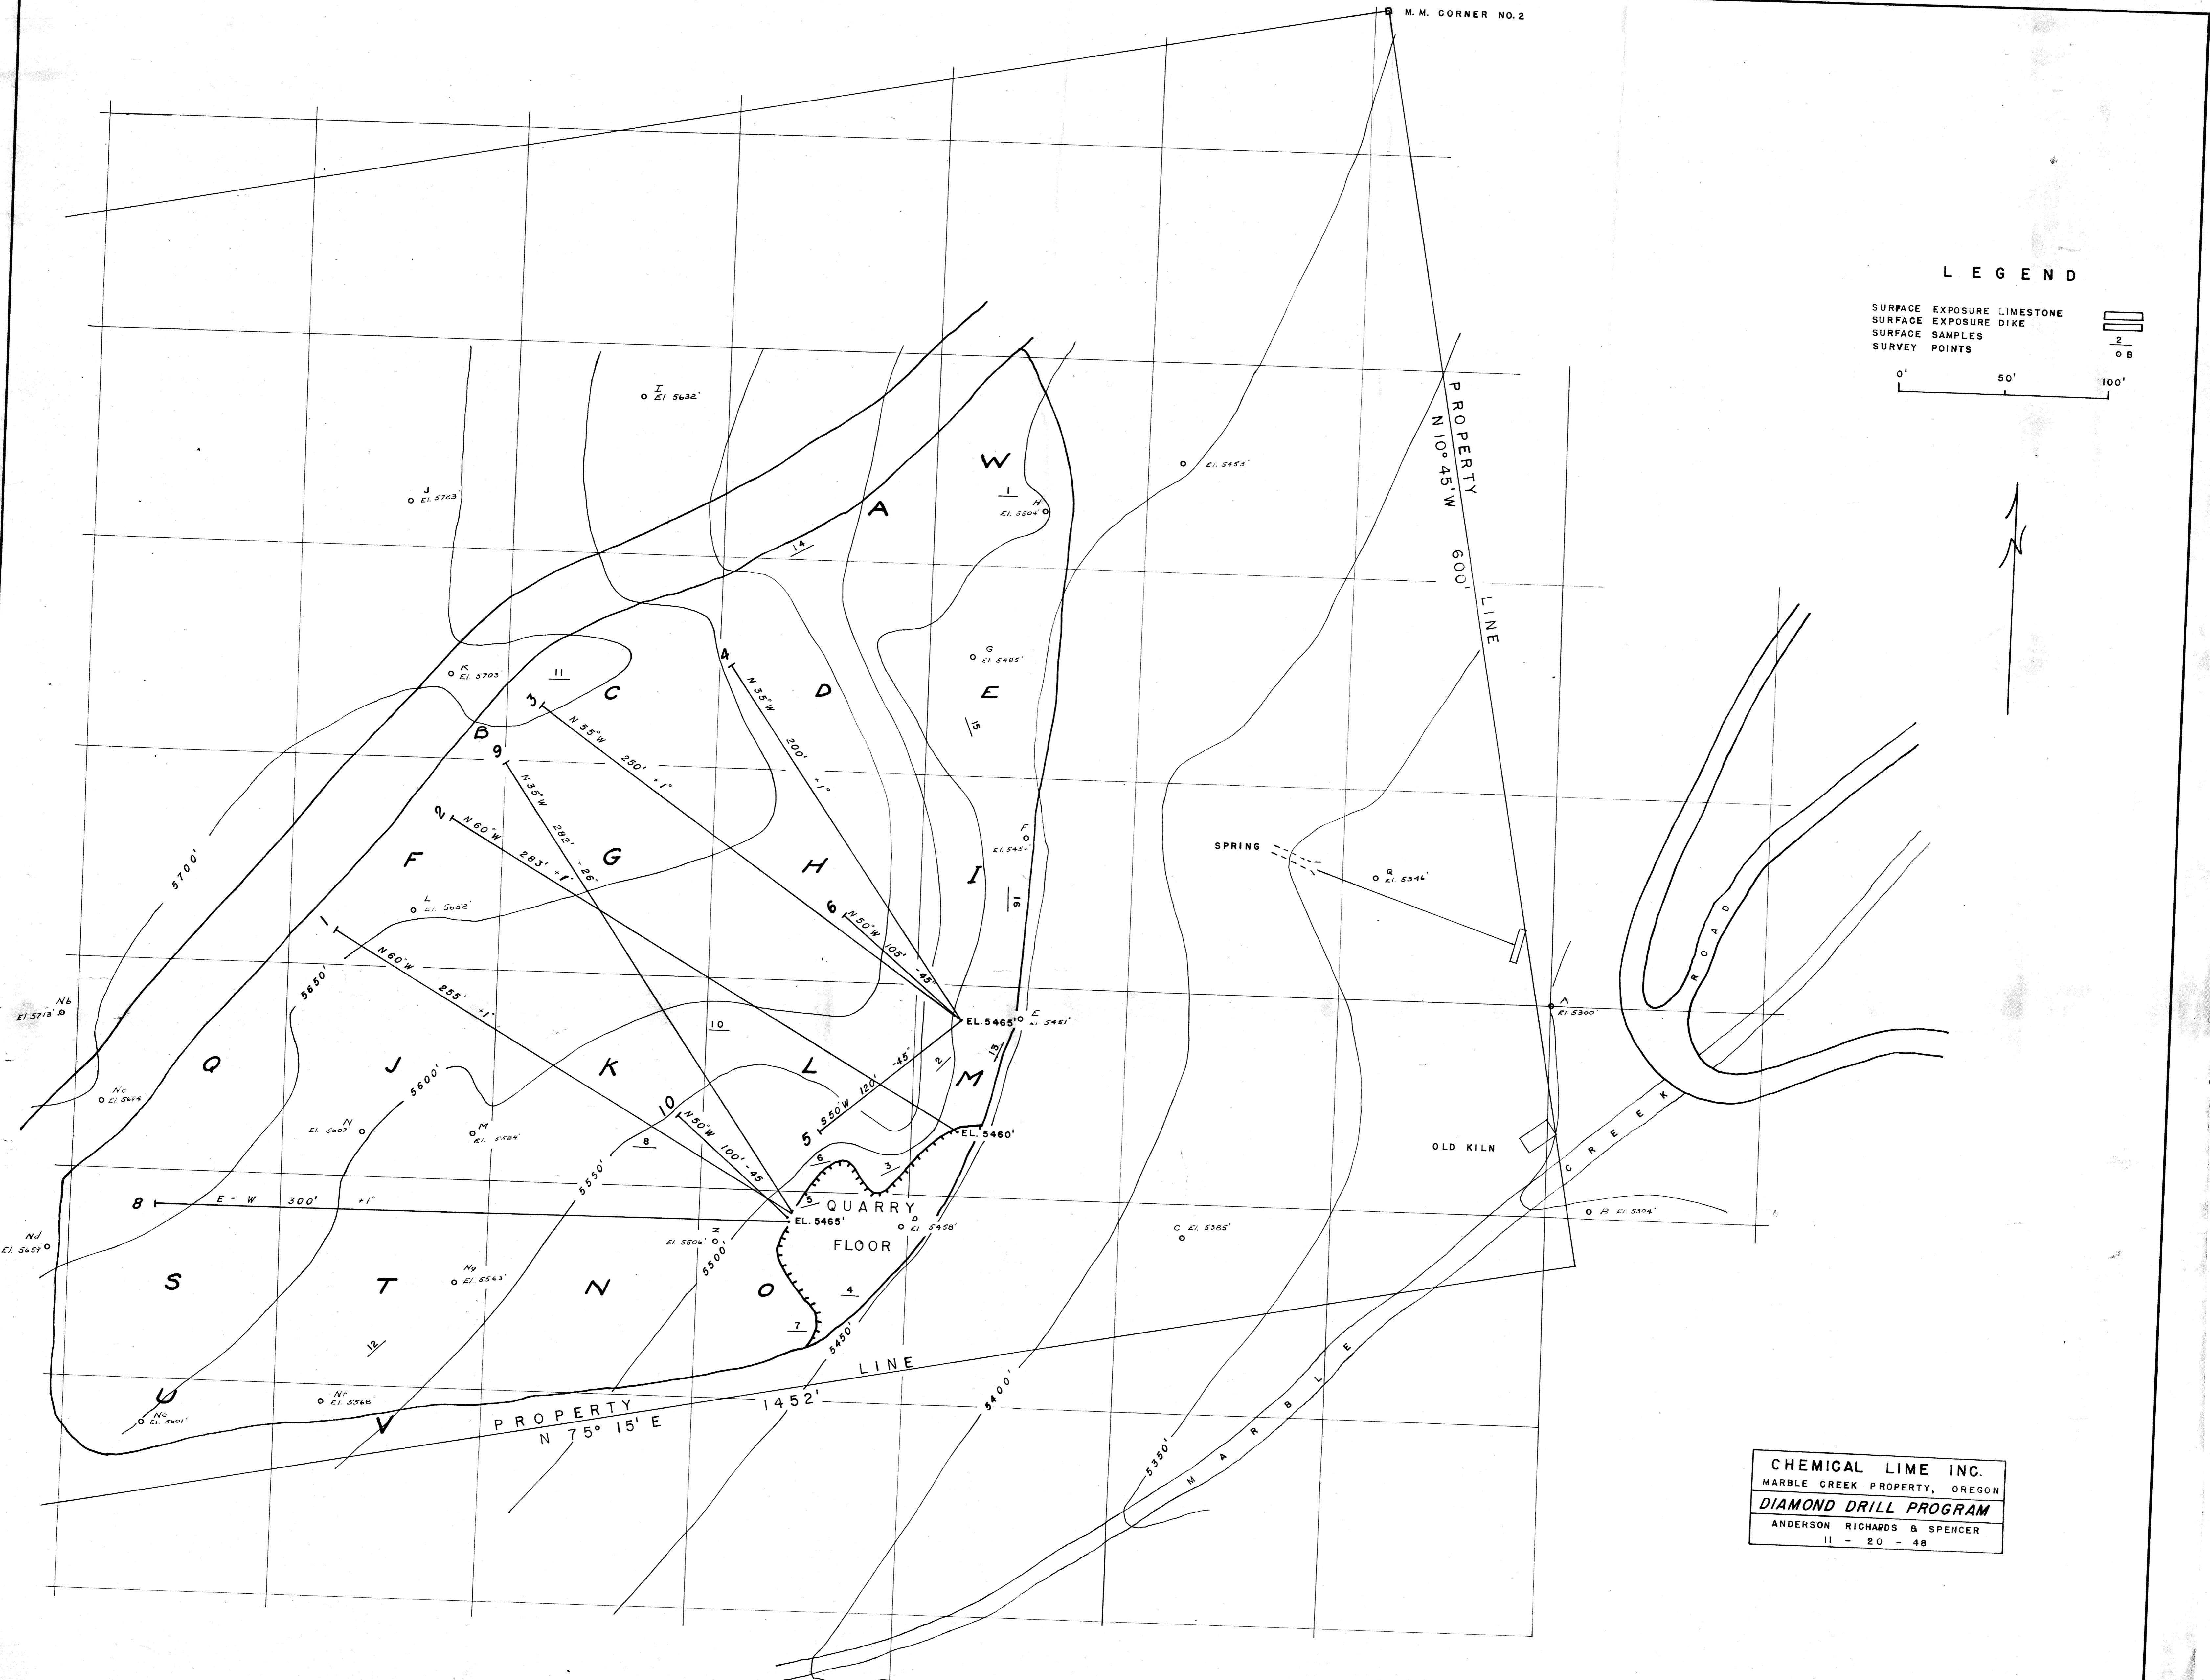 M. M. CORNER NO. 2
LEGEND
SURFACE EXPOSURE LIMESTONE
SURFACE EXPOSURE DIKE
SURFACE SAMPLES 2
SURVEY POINTS o B
0' 50' 100'
N
PROPERTY LINE
N 10° 45' W 600'
I
El. 5632'
J
El. 5723'
W
1
H
El. 5504'
El. 5453'
A
14
K
El. 5703'
11
C
4
D
G
El. 5485'
E
15
3
N 55° W 250' +1°
N 35° W 200' +1°
B
9
N 35° W 282' -26°
2
N 60° W 283' +1°
F
G
H
I
F
5700'
SPRING
Q
El. 5346'
16
L
El. 5652'
6
N 50° W 105' -45°
1
N 60° W 255' +1°
5650'
ROAD
Nb
El. 5713'
10
EL. 5465'
E
El. 5461'
A
El. 5300
13
2
Q
J
K
L
M
5600'
Nc
El. 5694
10
N 50° W 100' -45
5
S 50 W 120' -45°
N
El. 5607'
M
El. 5584'
EL. 5460'
8
6
3
OLD KILN
CREEK
5550'
8
E - W 300' +1°
5
QUARRY
FLOOR
EL. 5465'
D
El. 5458'
C El. 5385'
B El. 5304'
Nd
El. 5659
El. 5506'
5500'
S
T
Ng
El. 5563'
N
O
4
7
12
5450'
PROPERTY LINE
N 75° 15' E 1452'
U
Ne
El. 5601'
Nf
El. 5568
V
5400'
5350'
MARBLE
CHEMICAL LIME INC.
MARBLE CREEK PROPERTY, OREGON
DIAMOND DRILL PROGRAM
ANDERSON RICHARDS & SPENCER
11 - 20 - 48